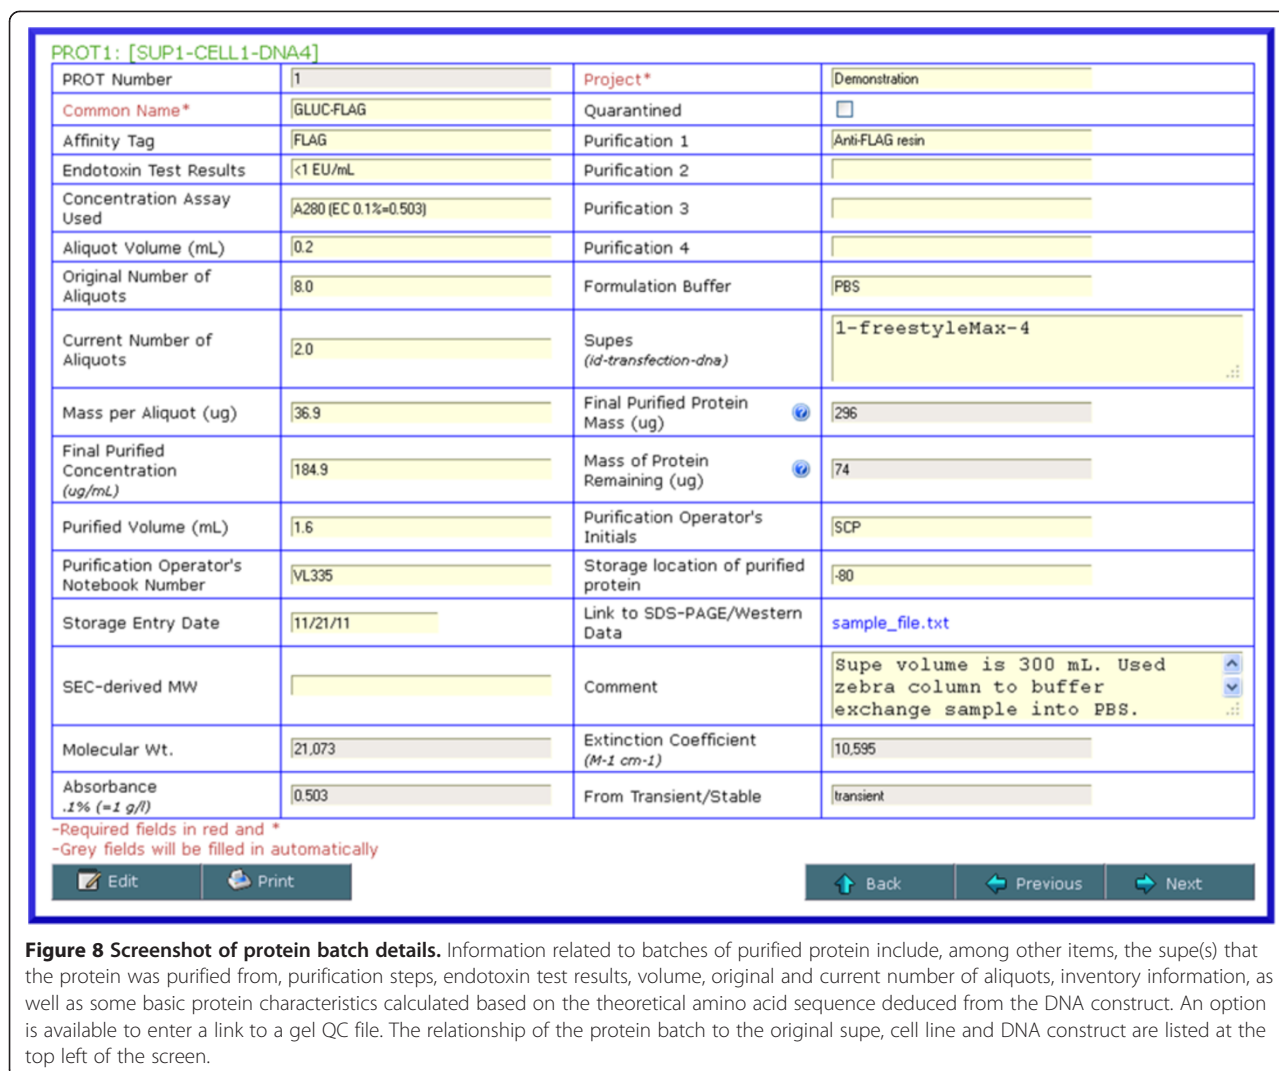 PROT1: [SUP1-CELL1-DNA4]
PROT Number 1 Project* Demonstration
Common Name* GLUC-FLAG Quarantined
Affinity Tag FLAG Purification 1 Anti-FLAG resin
Endotoxin Test Results <1 EU/mL Purification 2
Concentration Assay Used A280 (EC 0.1%=0.503) Purification 3
Aliquot Volume (mL) 0.2 Purification 4
Original Number of Aliquots 8.0 Formulation Buffer PBS
Current Number of Aliquots 2.0 Supes (id-transfection-dna) 1-freestyleMax-4
Mass per Aliquot (ug) 36.9 Final Purified Protein Mass (ug) 296
Final Purified Concentration (ug/mL) 184.9 Mass of Protein Remaining (ug) 74
Purified Volume (mL) 1.6 Purification Operator's Initials SCP
Purification Operator's Notebook Number VL335 Storage location of purified protein -80
Storage Entry Date 11/21/11 Link to SDS-PAGE/Western Data sample_file.txt
SEC-derived MW Comment Supe volume is 300 mL. Used zebra column to buffer exchange sample into PBS.
Molecular Wt. 21,073 Extinction Coefficient (M-1 cm-1) 10,595
Absorbance .1% (=1 g/l) 0.503 From Transient/Stable transient
-Required fields in red and *
-Grey fields will be filled in automatically
Edit Print Back Previous Next
Figure 8 Screenshot of protein batch details. Information related to batches of purified protein include, among other items, the supe(s) that
the protein was purified from, purification steps, endotoxin test results, volume, original and current number of aliquots, inventory information, as
well as some basic protein characteristics calculated based on the theoretical amino acid sequence deduced from the DNA construct. An option
is available to enter a link to a gel QC file. The relationship of the protein batch to the original supe, cell line and DNA construct are listed at the
top left of the screen.